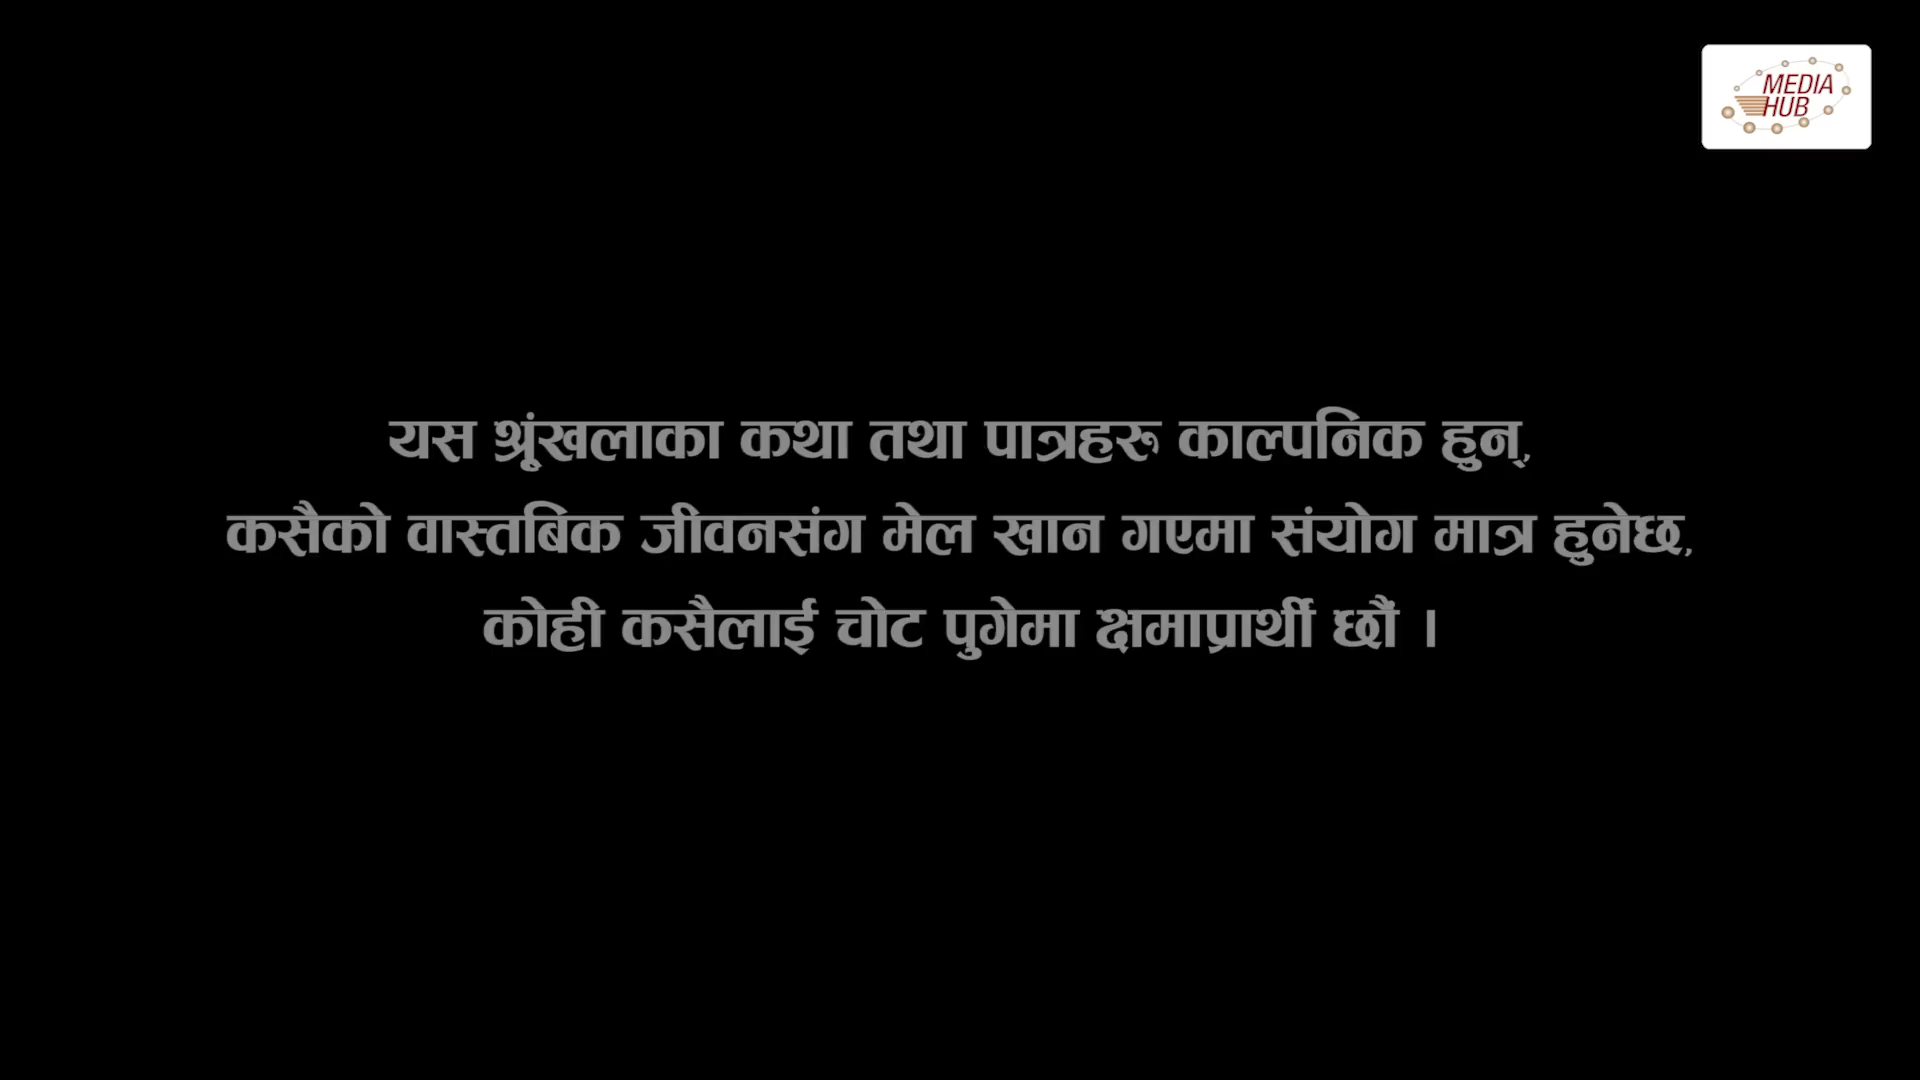 MEDIA
HUB
यस श्रृंखलाका कथा तथा पात्रहरु काल्पनिक हुन्,
कसैको वास्तबिक जीवनसंग मेल खान गएमा संयोग मात्र हुनेछ,
कोही कसैलाई चोट पुगेमा क्षमाप्रार्थी छौं ।